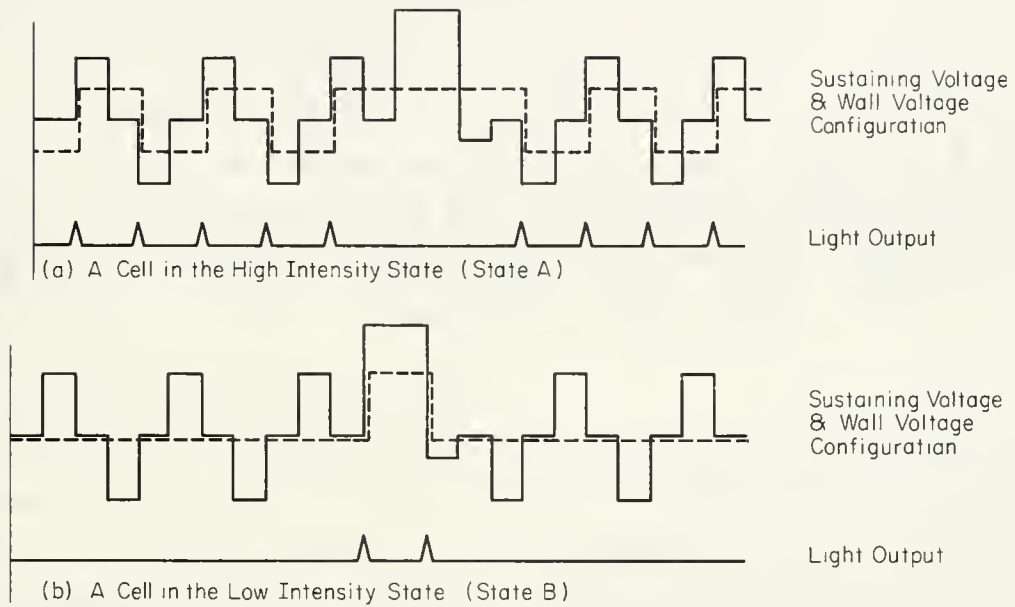 Sustaining Voltage
& Wall Voltage
Configuration
Light Output
(a) A Cell in the High Intensity State (State A)
Sustaining Voltage
& Wall Voltage
Configuration
Light Output
(b) A Cell in the Low Intensity State (State B)